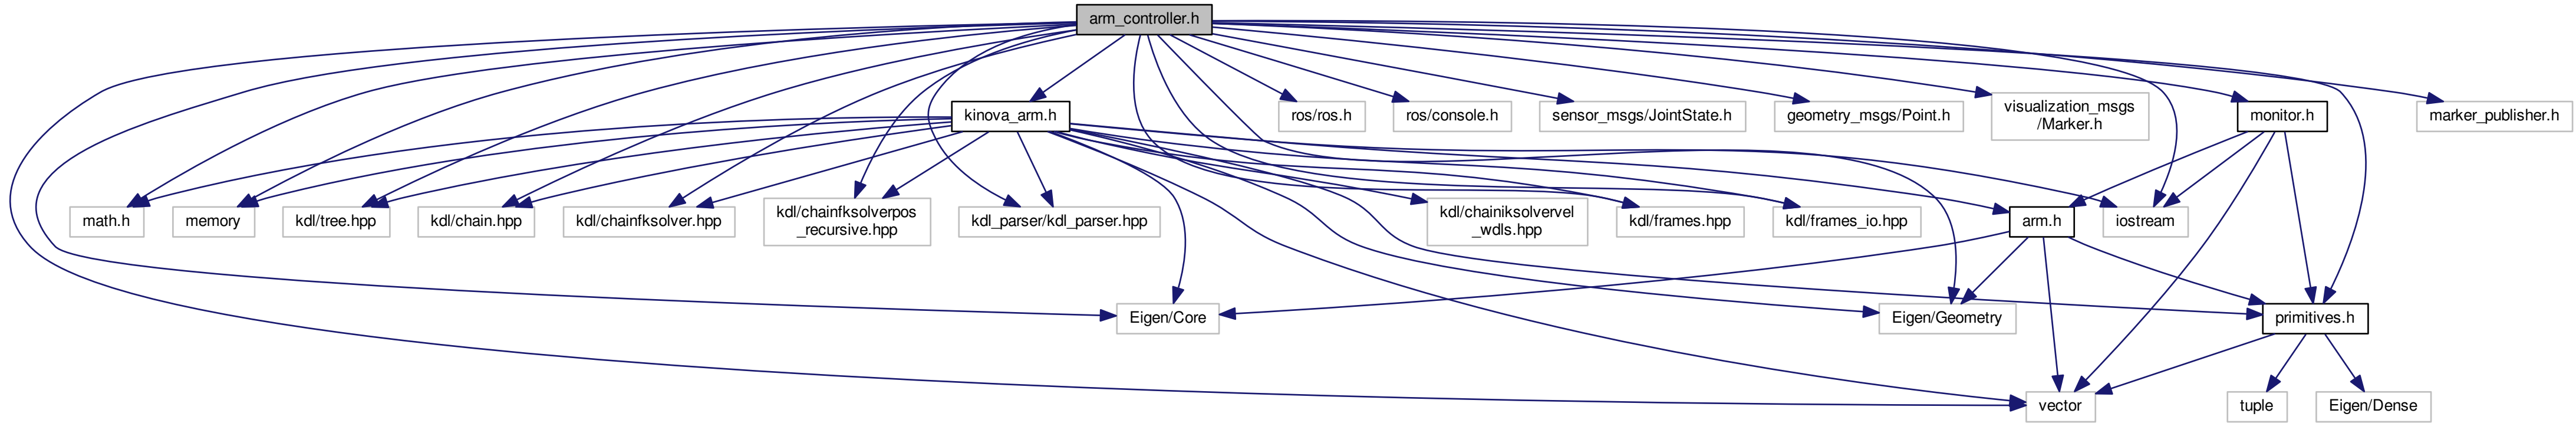 arm_controller.h
kinova_arm.h
ros/ros.h
ros/console.h
sensor_msgs/JointState.h
geometry_msgs/Point.h
visualization_msgs
/Marker.h
monitor.h
marker_publisher.h
math.h
memory
kdl/tree.hpp
kdl/chain.hpp
kdl/chainfksolver.hpp
kdl/chainfksolverpos
_recursive.hpp
kdl_parser/kdl_parser.hpp
kdl/chainiksolvervel
_wdls.hpp
kdl/frames.hpp
kdl/frames_io.hpp
arm.h
iostream
Eigen/Core
Eigen/Geometry
primitives.h
vector
tuple
Eigen/Dense